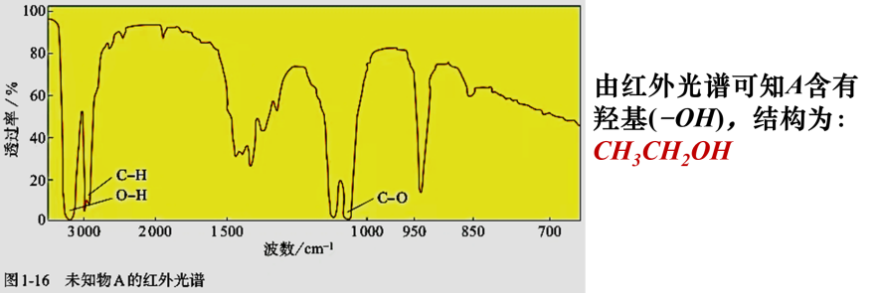 100
80
60
40
20
0
透过率/%
C-H
O-H
C-O
3000 2000 1500 1000 950 850 700
波数/cm⁻¹
图1-16 未知物A的红外光谱
由红外光谱可知A含有
羟基(-OH)，结构为：
CH₃CH₂OH